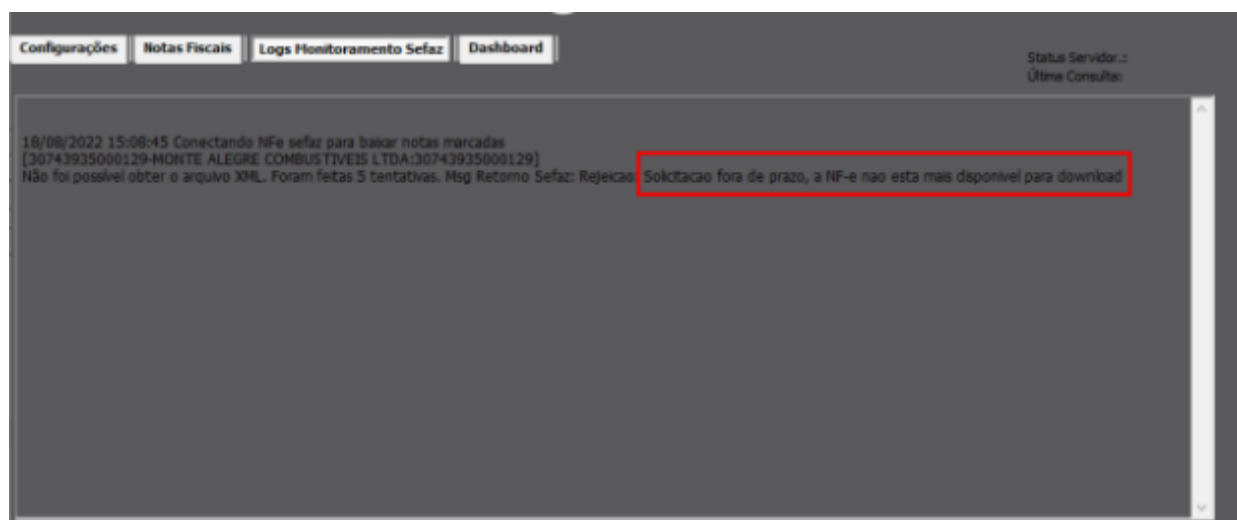 Configurações
Notas Fiscais
Logs Monitoramento Sefaz
Dashboard
Status Servidor..:
Última Consulta:
18/08/2022 15:08:45 Conectando NFe sefaz para baixar notas marcadas
[30743935000129-MONTE ALEGRE COMBUSTIVEIS LTDA:30743935000129]
Não foi possível obter o arquivo XML. Foram feitas 5 tentativas. Msg Retorno Sefaz: Rejeicao: Solicitacao fora de prazo, a NF-e nao esta mais disponivel para download